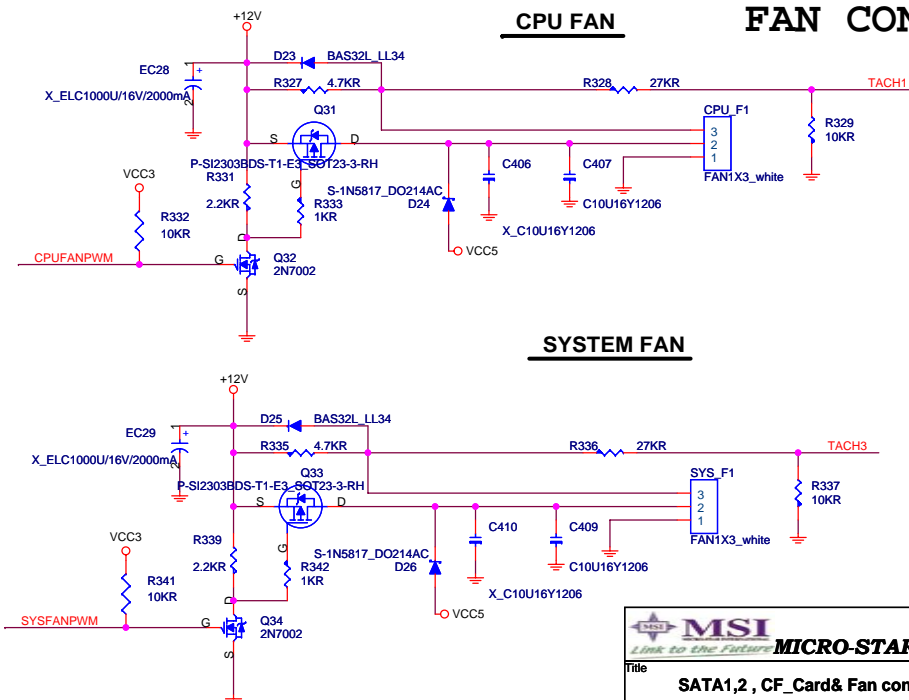 CPU FAN
FAN CON
+12V
D23 BAS32L_LL34
EC28
1
+
2
X_ELC1000U/16V/2000mA
R327 4.7KR
R328 27KR
TACH1
Q31
S D
G
P-SI2303BDS-T1-E3_SOT23-3-RH
CPU_F1
3
2
1
FAN1X3_white
R329
10KR
VCC3
R331
2.2KR
R333
1KR
S-1N5817_DO214AC
D24
C406
C407
C10U16Y1206
X_C10U16Y1206
VCC5
R332
10KR
CPUFANPWM
D
G
S
Q32
2N7002
SYSTEM FAN
+12V
D25 BAS32L_LL34
EC29
1
+
2
X_ELC1000U/16V/2000mA
R335 4.7KR
R336 27KR
TACH3
Q33
P-SI2303BDS-T1-E3_SOT23-3-RH
S D
G
SYS_F1
3
2
1
FAN1X3_white
R337
10KR
VCC3
R339
2.2KR
R342
1KR
S-1N5817_DO214AC
D26
C410
C409
C10U16Y1206
X_C10U16Y1206
VCC5
R341
10KR
SYSFANPWM
D
G
S
Q34
2N7002
MSI
Link to the Future
MICRO-STAR
Title
SATA1,2 , CF_Card& Fan con